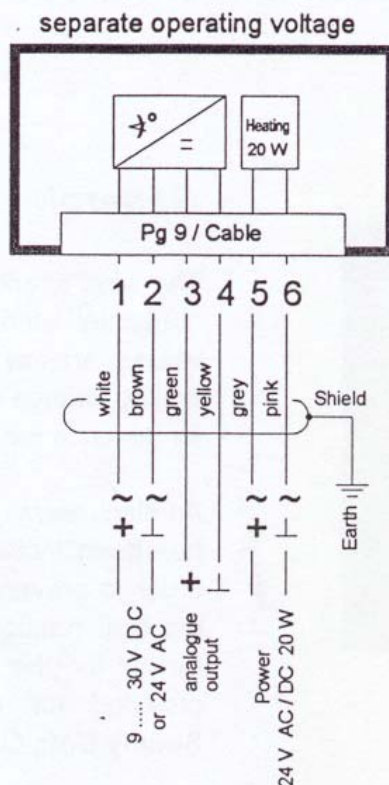 separate operating voltage
∢°
=
Heating
20 W
Pg 9 / Cable
1 2 3 4 5 6
white
brown
green
yellow
grey
pink
Shield
Earth
~ ~ ~ ~
+ ⊥ + ⊥ + ⊥
9 ..... 30 V DC
or 24 V AC
analogue
output
Power
24 V AC / DC 20 W